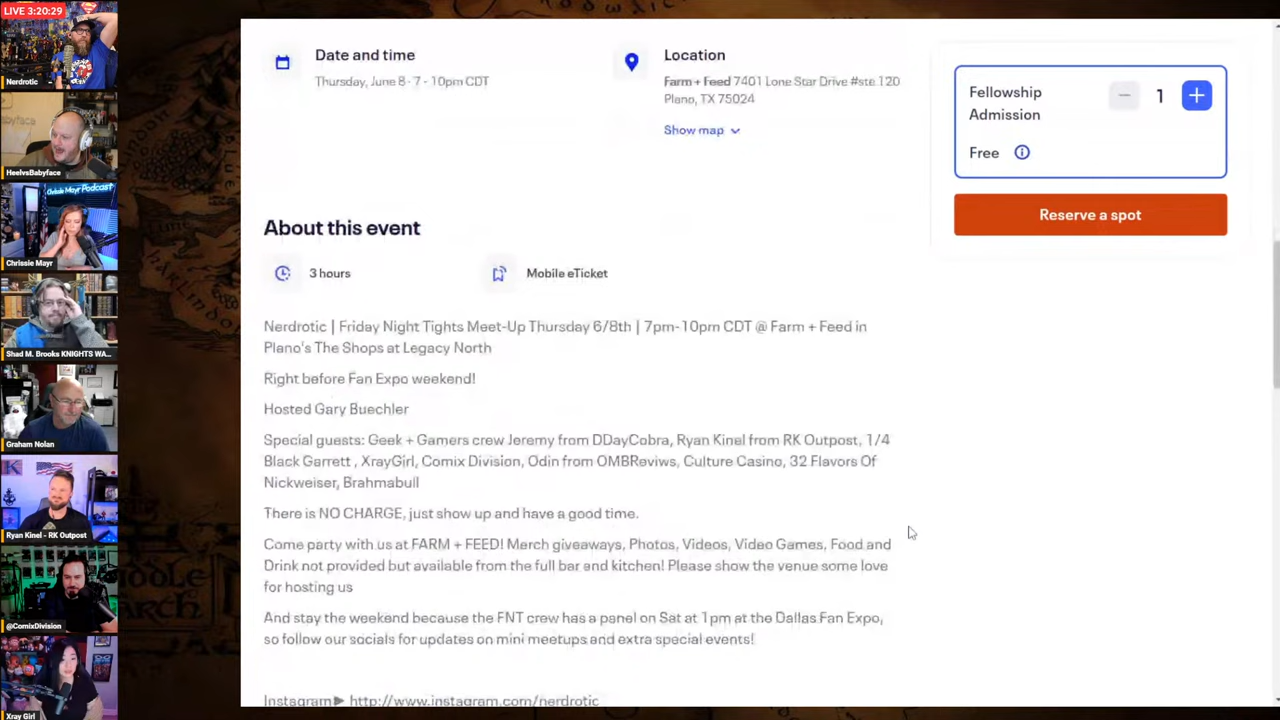 LIVE 3:20:29
Nerdrotic
HeelvsBabyface
Chrissie Mayr Podcast
Chrissie Mayr
Shad M. Brooks KNIGHTS WA...
Graham Nolan
Ryan Kinel - RK Outpost
@ComixDivision
Xray Girl
Date and time
Thursday, June 8 · 7 - 10pm CDT
Location
Farm + Feed 7401 Lone Star Drive #ste 120
Plano, TX 75024
Show map
Fellowship
Admission
1
Free
Reserve a spot
About this event
3 hours
Mobile eTicket
Nerdrotic | Friday Night Tights Meet-Up Thursday 6/8th | 7pm-10pm CDT @ Farm + Feed in
Plano's The Shops at Legacy North
Right before Fan Expo weekend!
Hosted Gary Buechler
Special guests: Geek + Gamers crew Jeremy from DDayCobra, Ryan Kinel from RK Outpost, 1/4
Black Garrett , XrayGirl, Comix Division, Odin from OMBReviws, Culture Casino, 32 Flavors Of
Nickweiser, Brahmabull
There is NO CHARGE, just show up and have a good time.
Come party with us at FARM + FEED! Merch giveaways, Photos, Videos, Video Games, Food and
Drink not provided but available from the full bar and kitchen! Please show the venue some love
for hosting us
And stay the weekend because the FNT crew has a panel on Sat at 1pm at the Dallas Fan Expo,
so follow our socials for updates on mini meetups and extra special events!
Instagram► http://www.instagram.com/nerdrotic